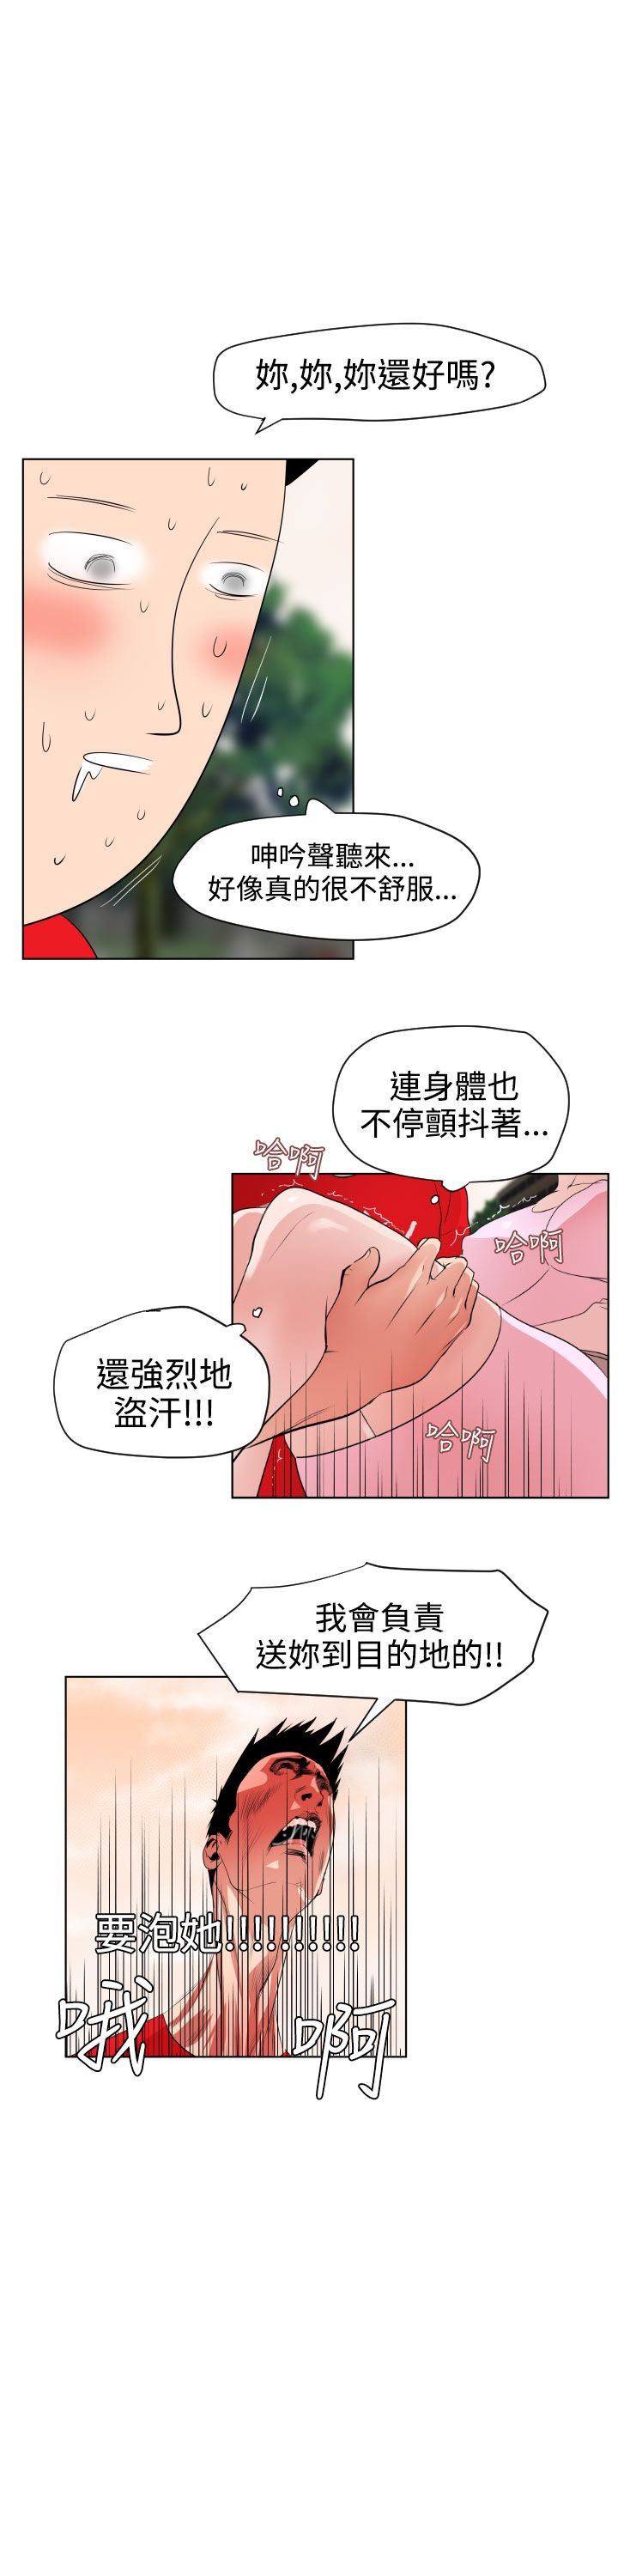 妳,妳,妳還好嗎?
呻吟聲聽來...
好像真的很不舒服...
連身體也
不停顫抖著...
哈啊
哈啊
還強烈地
盜汗!!!
哈啊
我會負責
送妳到目的地的!!
要泡她!!!!!!!!!!
哦 啊